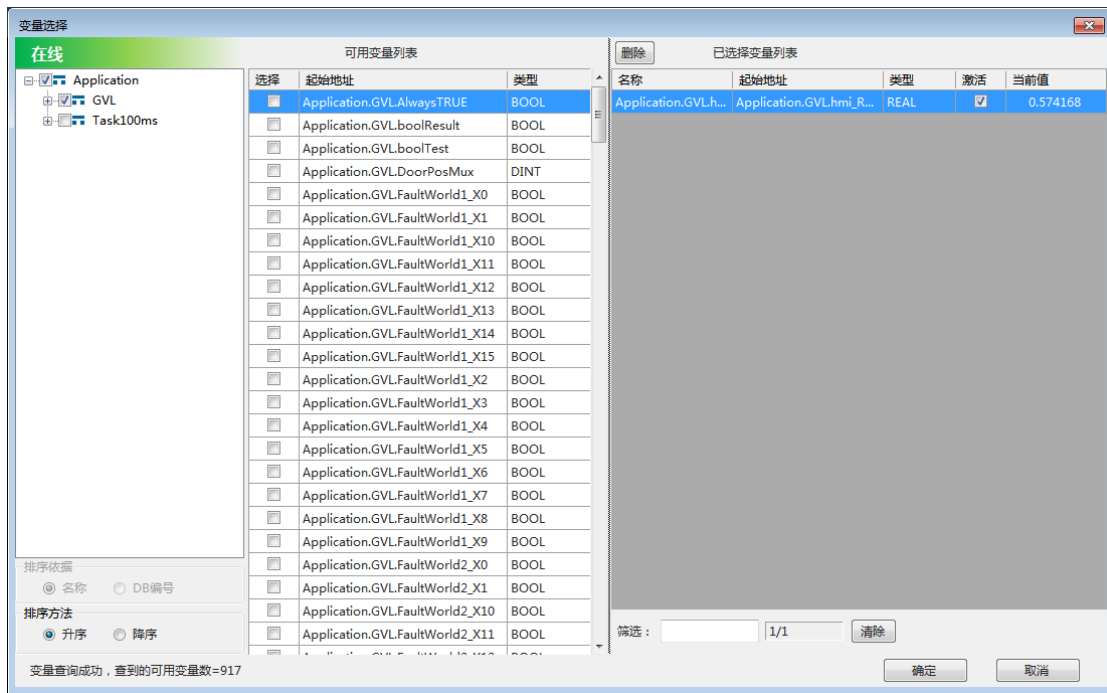 变量选择
在线
可用变量列表
删除 已选择变量列表
Application
GVL
Task100ms
选择 起始地址 类型
Application.GVL.AlwaysTRUE BOOL
Application.GVL.boolResult BOOL
Application.GVL.boolTest BOOL
Application.GVL.DoorPosMux DINT
Application.GVL.FaultWorld1_X0 BOOL
Application.GVL.FaultWorld1_X1 BOOL
Application.GVL.FaultWorld1_X10 BOOL
Application.GVL.FaultWorld1_X11 BOOL
Application.GVL.FaultWorld1_X12 BOOL
Application.GVL.FaultWorld1_X13 BOOL
Application.GVL.FaultWorld1_X14 BOOL
Application.GVL.FaultWorld1_X15 BOOL
Application.GVL.FaultWorld1_X2 BOOL
Application.GVL.FaultWorld1_X3 BOOL
Application.GVL.FaultWorld1_X4 BOOL
Application.GVL.FaultWorld1_X5 BOOL
Application.GVL.FaultWorld1_X6 BOOL
Application.GVL.FaultWorld1_X7 BOOL
Application.GVL.FaultWorld1_X8 BOOL
Application.GVL.FaultWorld1_X9 BOOL
Application.GVL.FaultWorld2_X0 BOOL
Application.GVL.FaultWorld2_X1 BOOL
Application.GVL.FaultWorld2_X10 BOOL
Application.GVL.FaultWorld2_X11 BOOL
名称 起始地址 类型 激活 当前值
Application.GVL.h... Application.GVL.hmi_R... REAL 0.574168
排序依据
名称 DB编号
排序方法
升序 降序
筛选： 1/1 清除
变量查询成功，查到的可用变量数=917
确定 取消